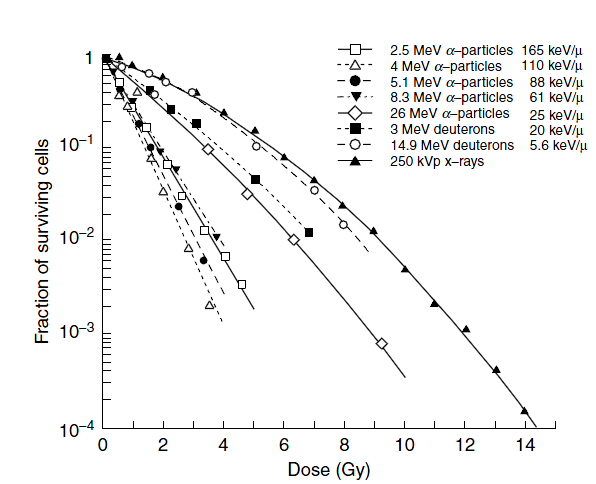 2.5 MeV α–particles 165 keV/μ
4 MeV α–particles 110 keV/μ
5.1 MeV α–particles 88 keV/μ
8.3 MeV α–particles 61 keV/μ
26 MeV α–particles 25 keV/μ
3 MeV deuterons 20 keV/μ
14.9 MeV deuterons 5.6 keV/μ
250 kVp x–rays
Fraction of surviving cells
1
10⁻¹
10⁻²
10⁻³
10⁻⁴
0 2 4 6 8 10 12 14
Dose (Gy)